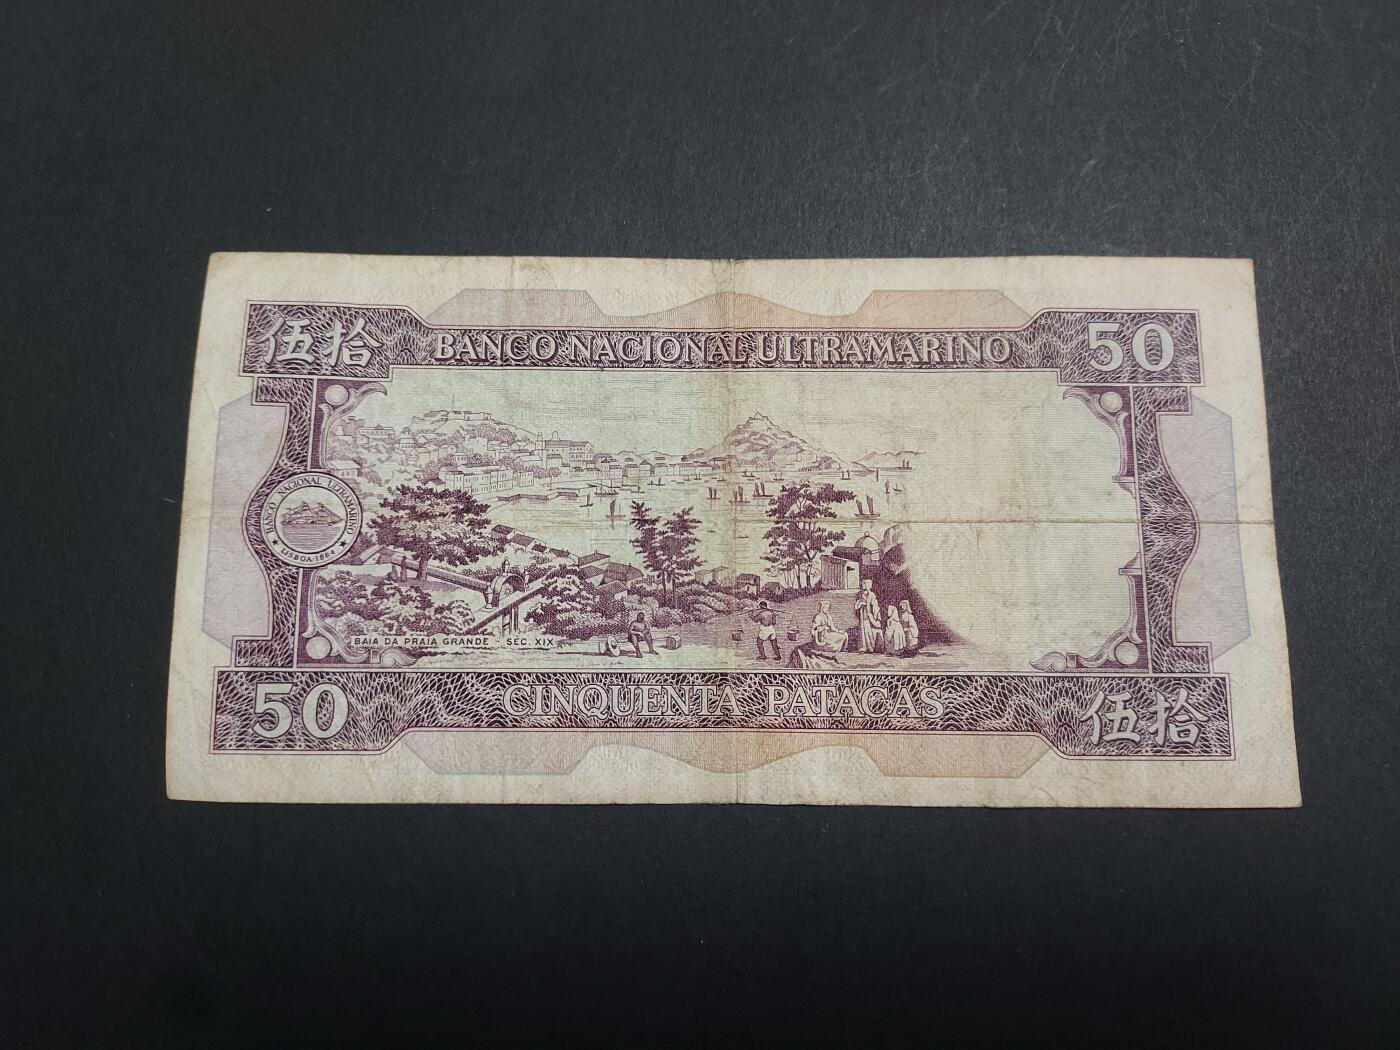 伍拾
BANCO NACIONAL ULTRAMARINO
50
BANCO NACIONAL ULTRAMARINO
★ LISBOA-1864 ★
BAIA DA PRAIA GRANDE - SÉC. XIX
50
CINQUENTA PATACAS
伍拾